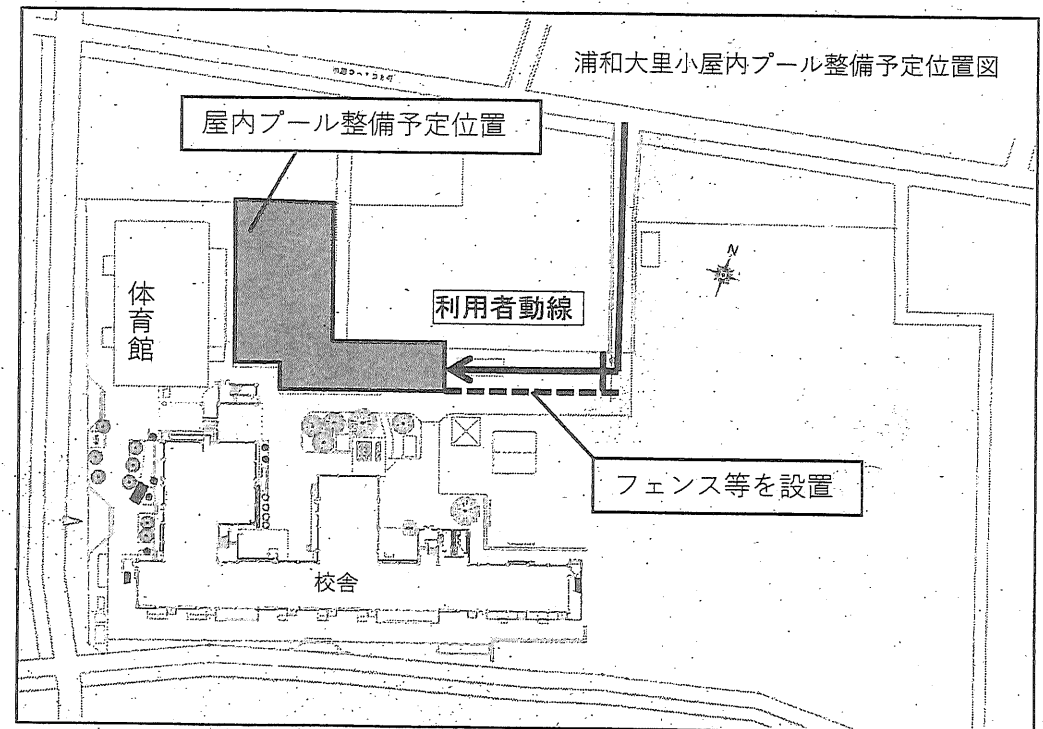 浦和大里小屋内プール整備予定位置図
屋内プール整備予定位置
N
利用者動線
体
育
館
フェンス等を設置
校舎